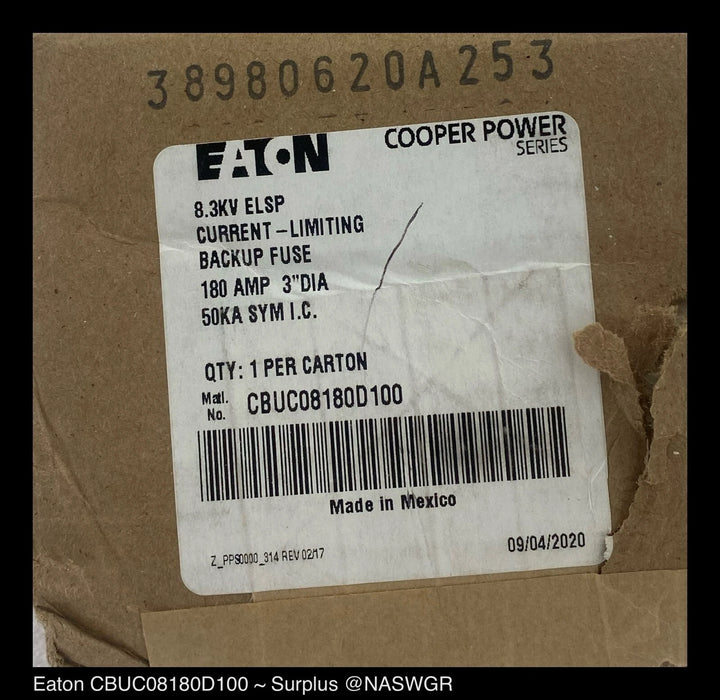 38980620A253
EATON
COOPER POWER
SERIES
8.3KV ELSP
CURRENT-LIMITING
BACKUP FUSE
180 AMP 3"DIA
50KA SYM I.C.
QTY: 1 PER CARTON
Matl.
No. CBUC08180D100
Made in Mexico
Z_PPS0000_314 REV 02/17
09/04/2020
Eaton CBUC08180D100 ~ Surplus @NASWGR